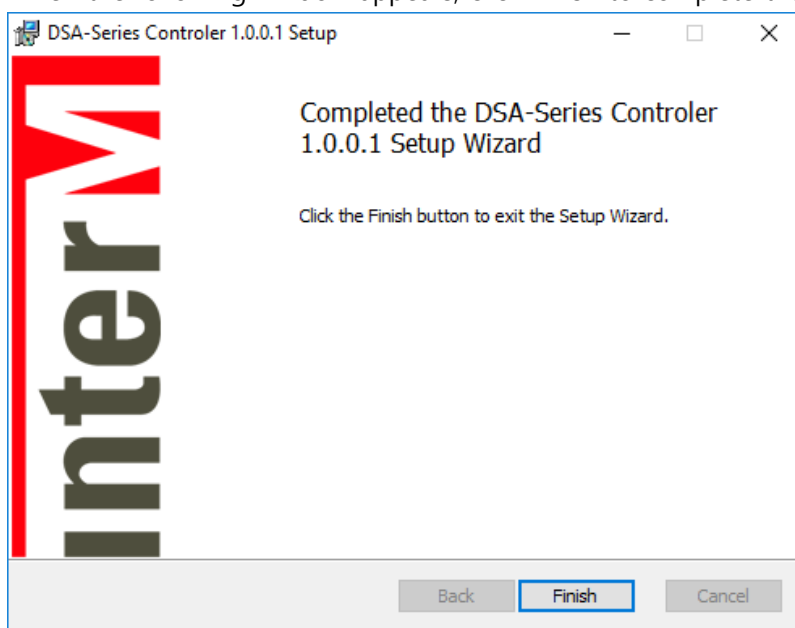 DSA-Series Controler 1.0.0.1 Setup
Completed the DSA-Series Controler
1.0.0.1 Setup Wizard
Click the Finish button to exit the Setup Wizard.
InterM
Back Finish Cancel